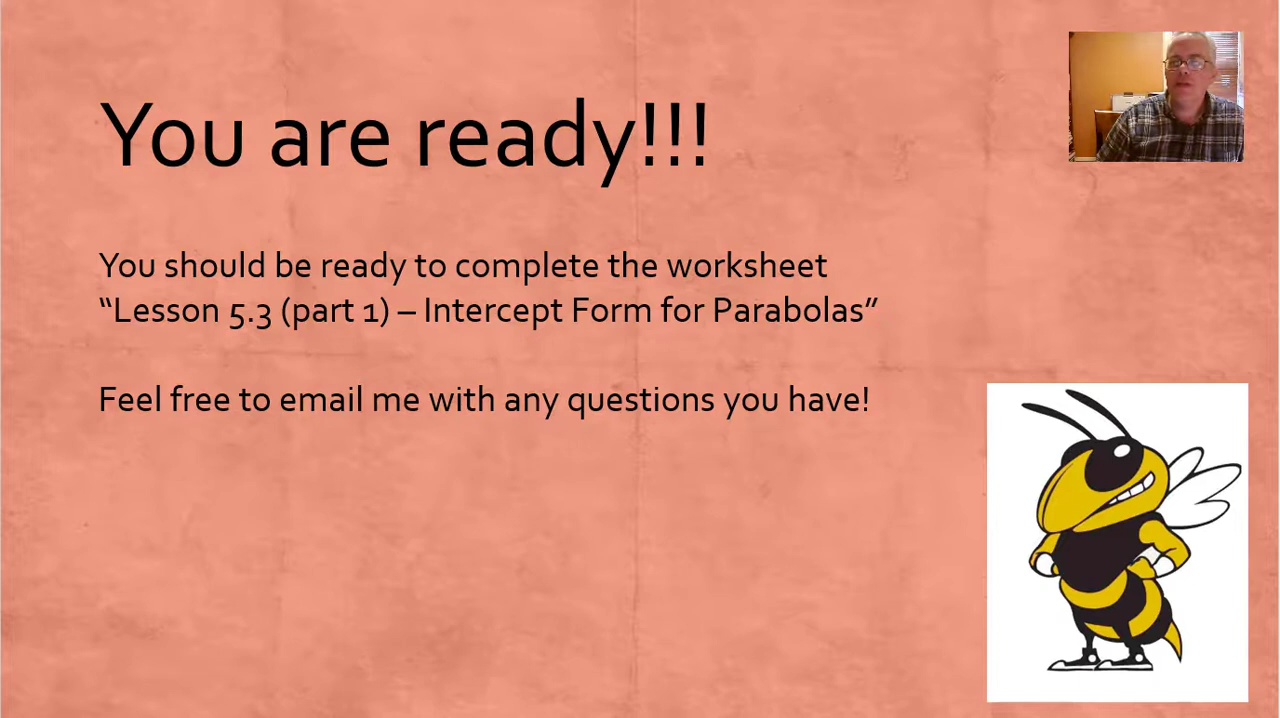 You are ready!!!
You should be ready to complete the worksheet
“Lesson 5.3 (part 1) – Intercept Form for Parabolas”
Feel free to email me with any questions you have!